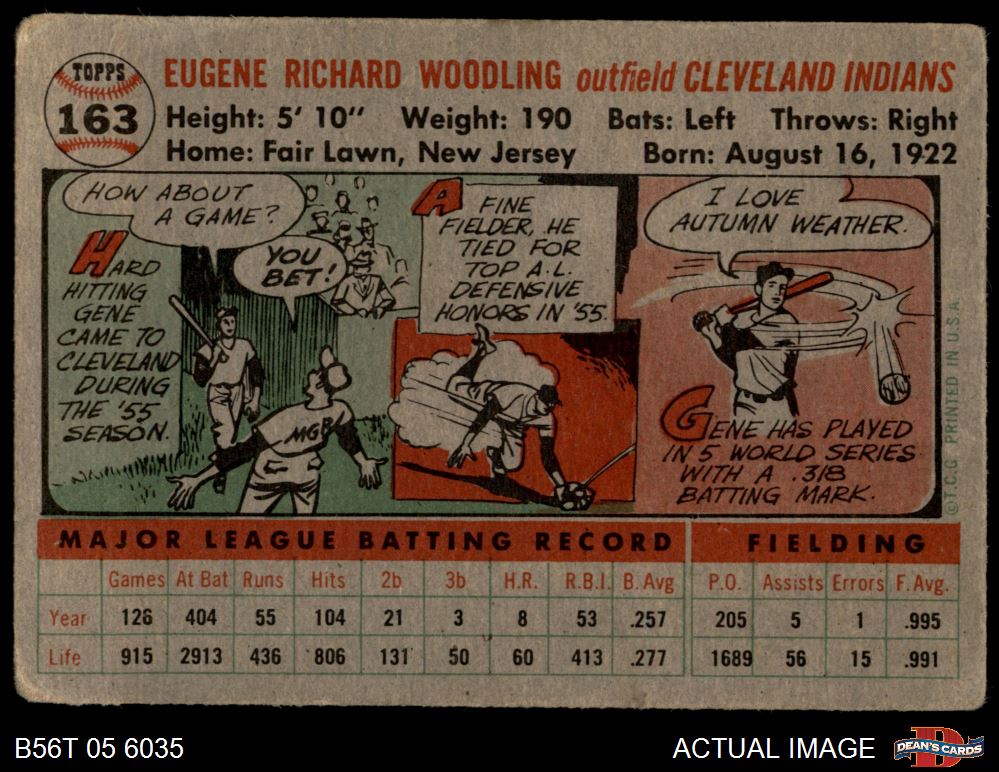 TOPPS
163
EUGENE RICHARD WOODLING outfield CLEVELAND INDIANS
Height: 5' 10" Weight: 190 Bats: Left Throws: Right
Home: Fair Lawn, New Jersey Born: August 16, 1922
HOW ABOUT
A GAME?
YOU
BET!
HARD
HITTING
GENE
CAME TO
CLEVELAND
DURING
THE '55
SEASON.
MGR
A FINE
FIELDER, HE
TIED FOR
TOP A.L.
DEFENSIVE
HONORS IN '55.
I LOVE
AUTUMN WEATHER.
GENE HAS PLAYED
IN 5 WORLD SERIES
WITH A .318
BATTING MARK.
© T.C.G. PRINTED IN U.S.A.
MAJOR LEAGUE BATTING RECORD FIELDING
Games At Bat Runs Hits 2b 3b H.R. R.B.I. B. Avg P.O. Assists Errors F. Avg.
Year 126 404 55 104 21 3 8 53 .257 205 5 1 .995
Life 915 2913 436 806 131 50 60 413 .277 1689 56 15 .991
B56T 05 6035 ACTUAL IMAGE DEAN'S CARDS